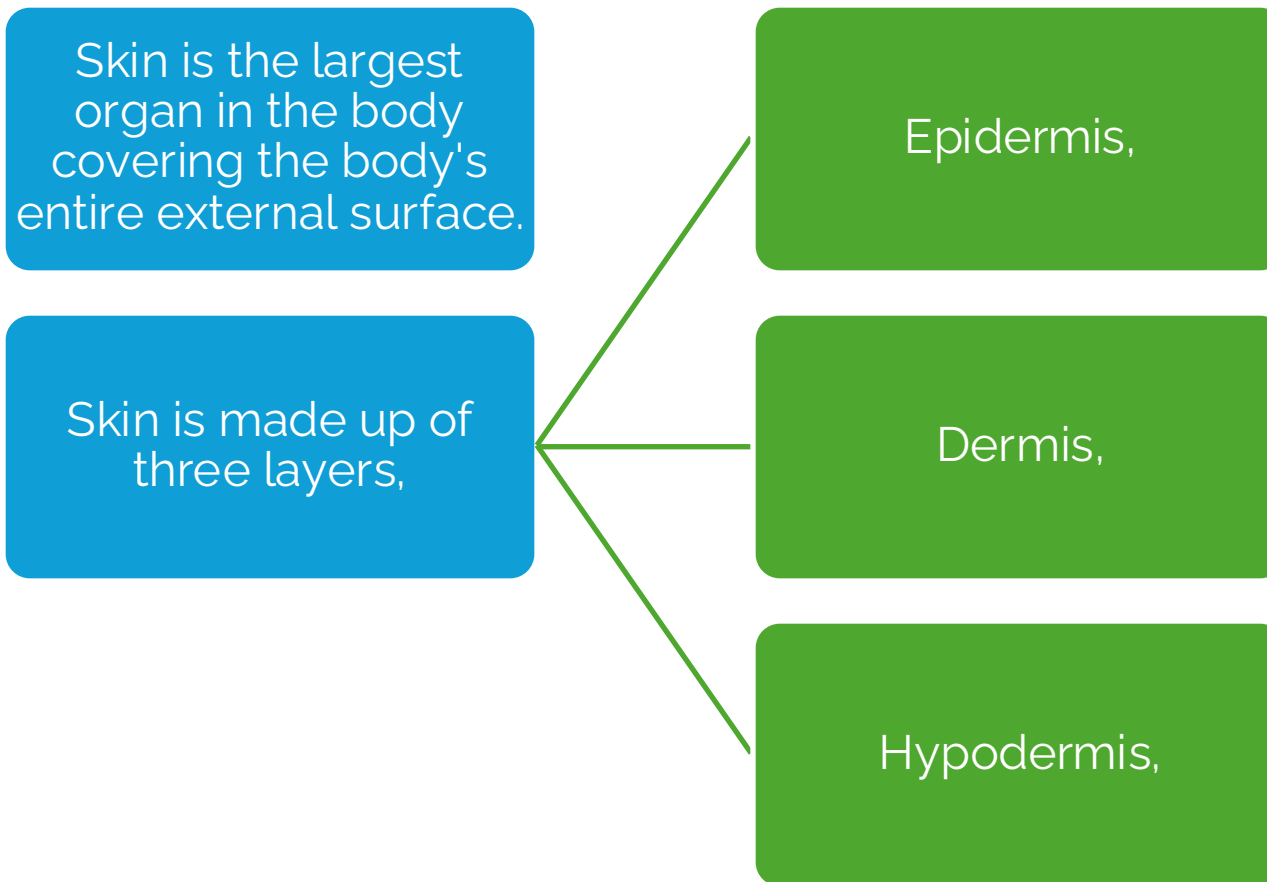 Skin is the largest
organ in the body
covering the body's
entire external surface.
Skin is made up of
three layers,
Epidermis,
Dermis,
Hypodermis,